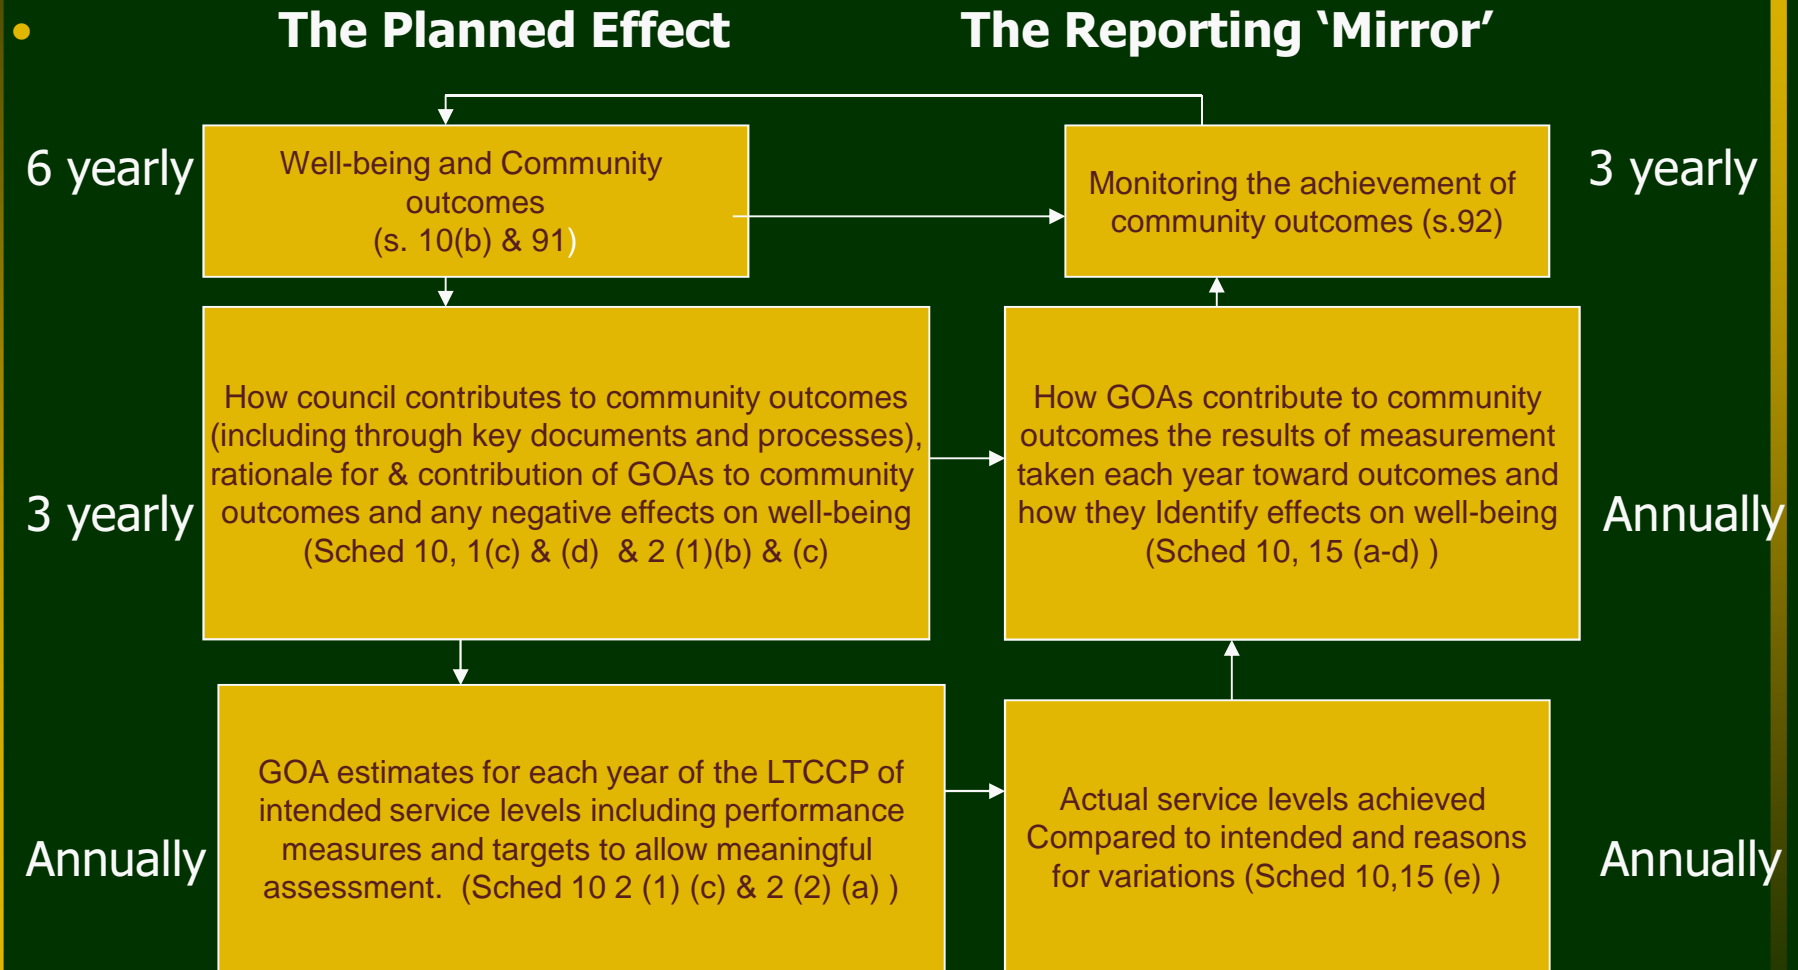 The Planned Effect
The Reporting ‘Mirror’
6 yearly
Well-being and Community
outcomes
(s. 10(b) & 91)
Monitoring the achievement of
community outcomes (s.92)
3 yearly
3 yearly
How council contributes to community outcomes
(including through key documents and processes),
rationale for & contribution of GOAs to community
outcomes and any negative effects on well-being
(Sched 10, 1(c) & (d)  & 2 (1)(b) & (c)
How GOAs contribute to community
outcomes the results of measurement
taken each year toward outcomes and
how they Identify effects on well-being
(Sched 10, 15 (a-d) )
Annually
Annually
GOA estimates for each year of the LTCCP of
intended service levels including performance
measures and targets to allow meaningful
assessment.  (Sched 10 2 (1) (c) & 2 (2) (a) )
Actual service levels achieved
Compared to intended and reasons
for variations (Sched 10,15 (e) )
Annually